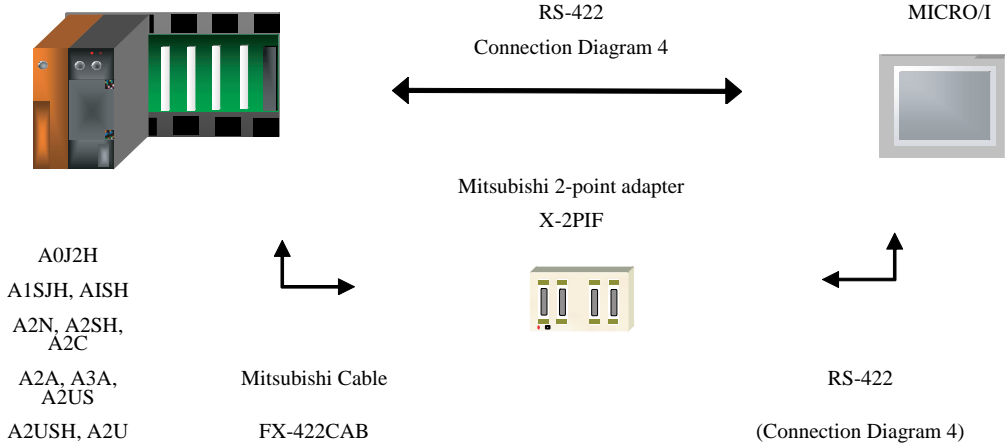 RS-422
MICRO/I
Connection Diagram 4
Mitsubishi 2-point adapter
X-2PIF
A0J2H
A1SJH, AISH
A2N, A2SH,
A2C
A2A, A3A,
A2US
A2USH, A2U
Mitsubishi Cable
FX-422CAB
RS-422
(Connection Diagram 4)